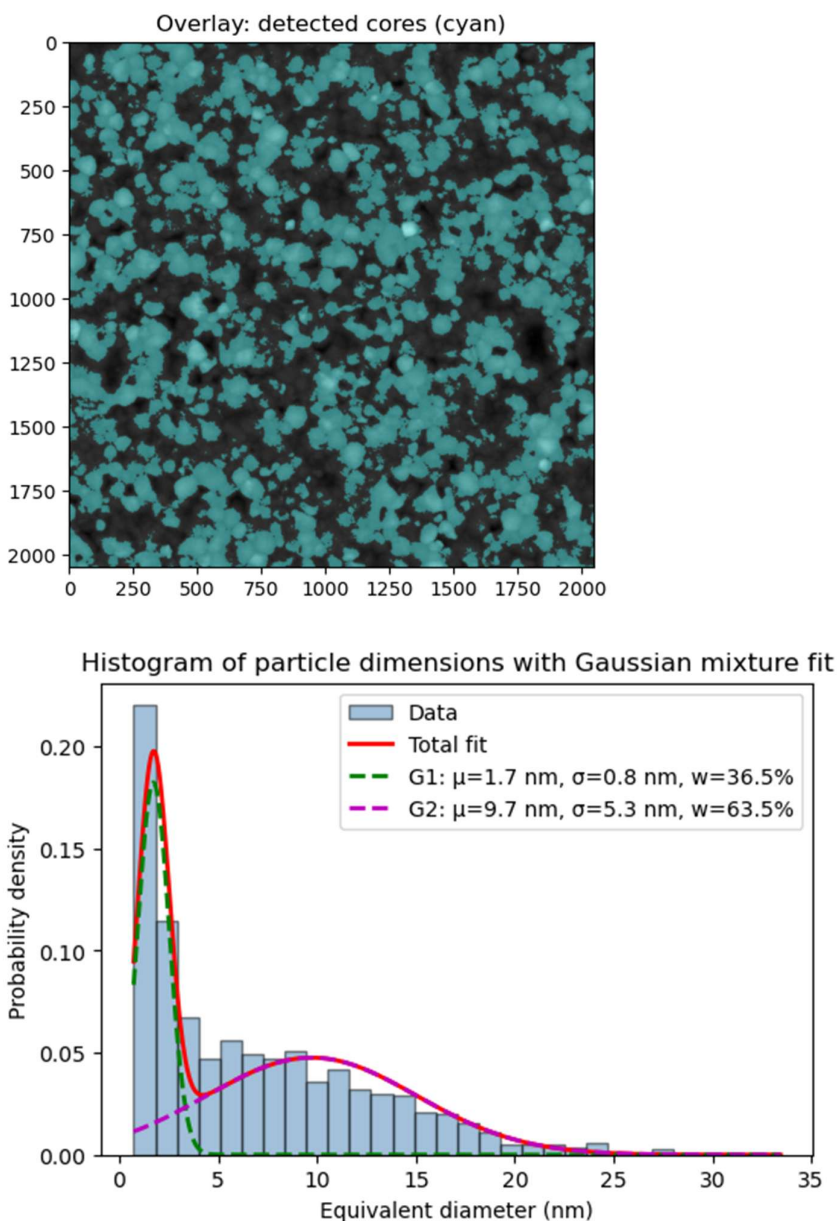 Overlay: detected cores (cyan)
0
250
500
750
1000
1250
1500
1750
2000
0 250 500 750 1000 1250 1500 1750 2000
Histogram of particle dimensions with Gaussian mixture fit
Data
Total fit
G1: μ=1.7 nm, σ=0.8 nm, w=36.5%
G2: μ=9.7 nm, σ=5.3 nm, w=63.5%
Probability density
0.20
0.15
0.10
0.05
0.00
0 5 10 15 20 25 30 35
Equivalent diameter (nm)